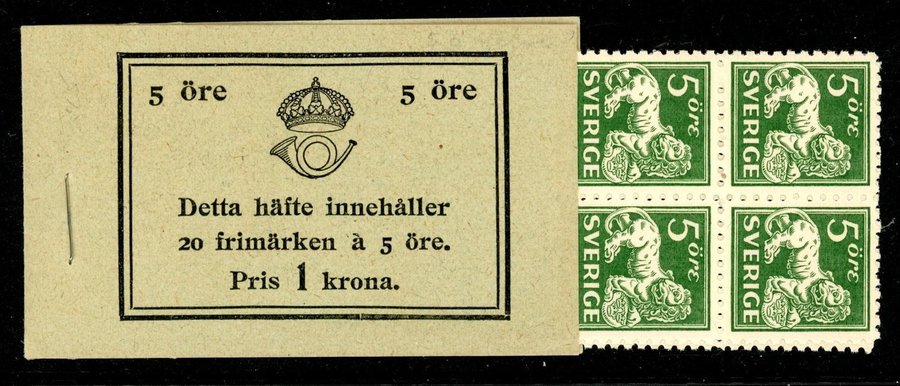 5 öre 5 öre
Detta häfte innehåller
20 frimärken à 5 öre.
Pris 1 krona.
5 öre
SVERIGE
5 öre
SVERIGE
5 öre
SVERIGE
5 öre
SVERIGE